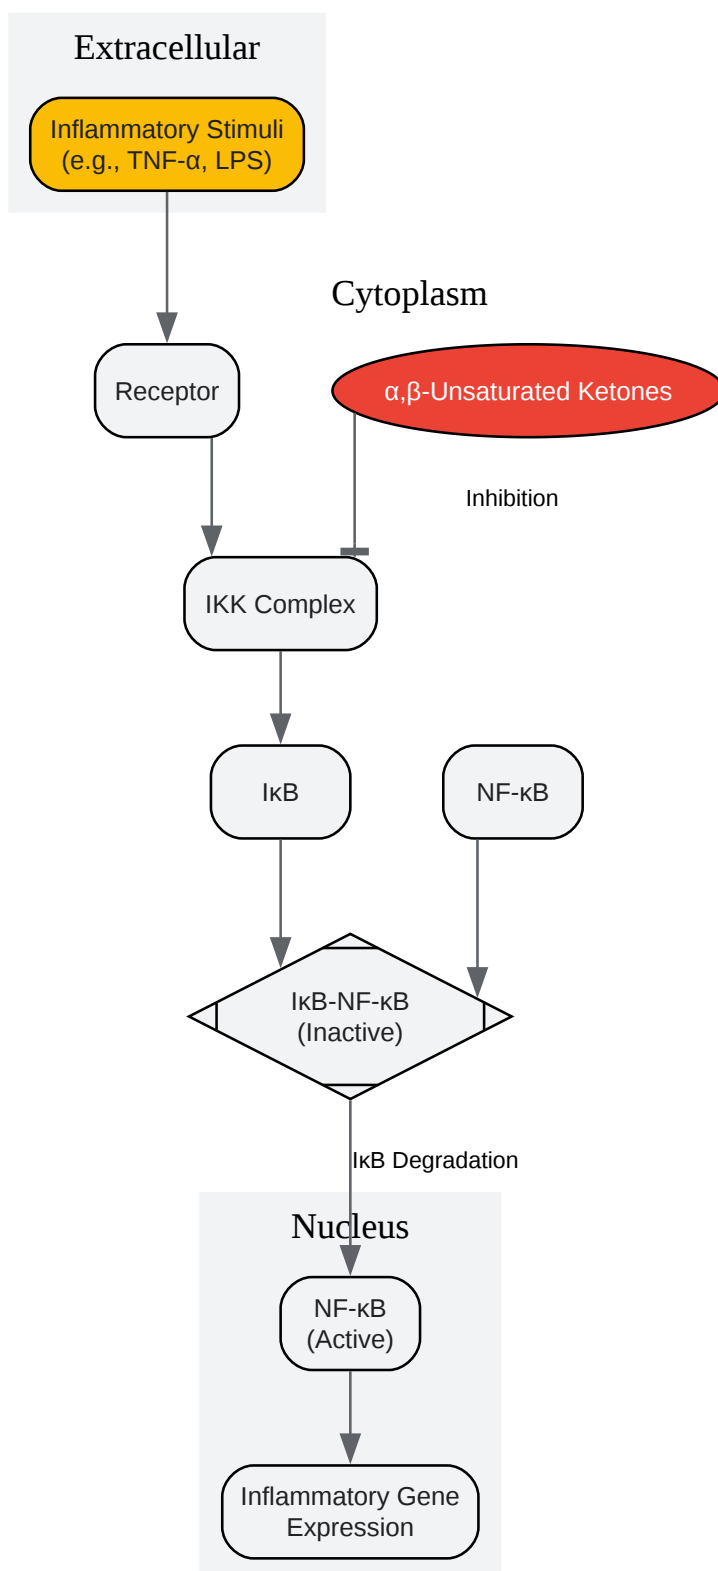 Extracellular
Inflammatory Stimuli
(e.g., TNF-α, LPS)
Cytoplasm
Receptor
α,β-Unsaturated Ketones
Inhibition
IKK Complex
IκB
NF-κB
IκB-NF-κB
(Inactive)
IκB Degradation
Nucleus
NF-κB
(Active)
Inflammatory Gene
Expression